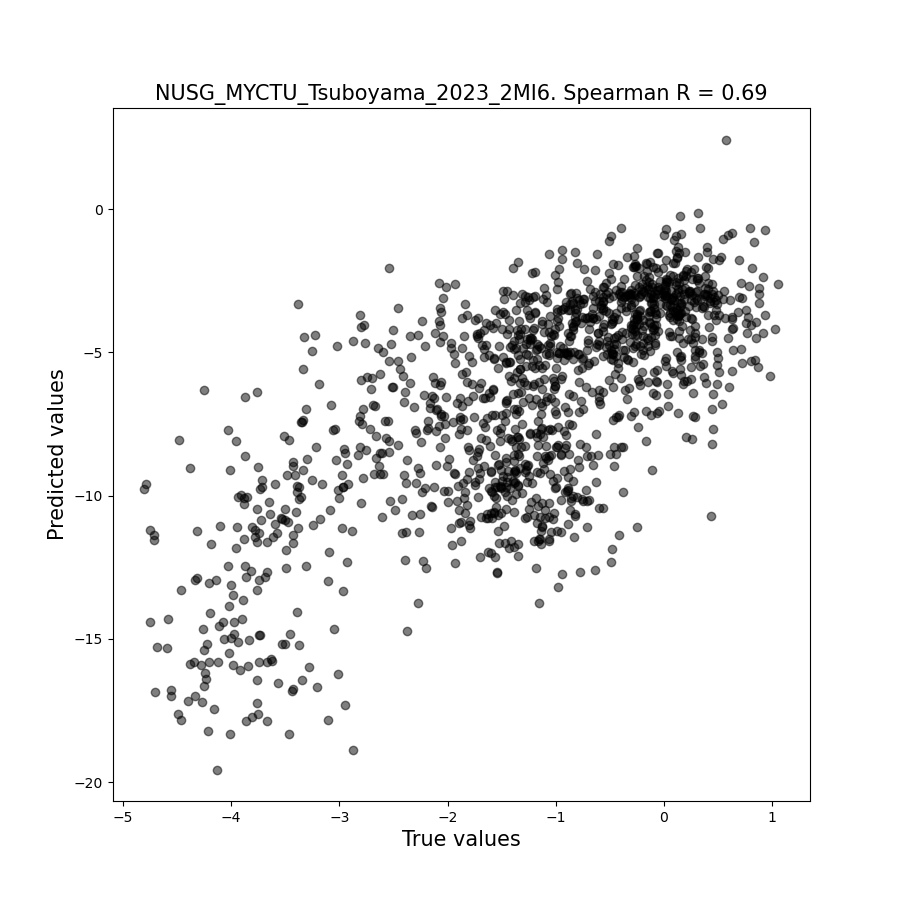 NUSG_MYCTU_Tsuboyama_2023_2MI6. Spearman R = 0.69
0
−5
−10
−15
−20
Predicted values
−5 −4 −3 −2 −1 0 1
True values